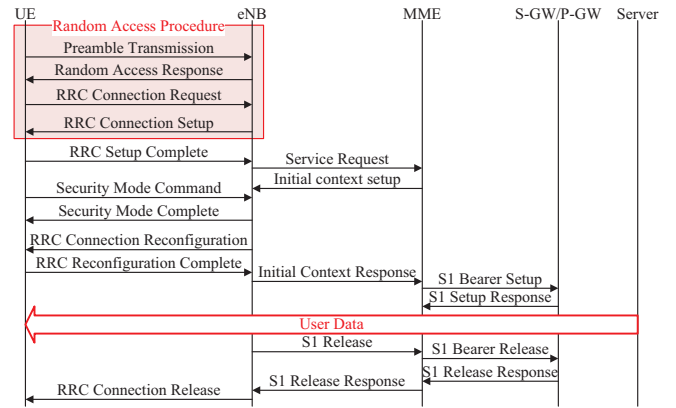 UE eNB MME S-GW/P-GW Server
Random Access Procedure
Preamble Transmission
Random Access Response
RRC Connection Request
RRC Connection Setup
RRC Setup Complete
Service Request
Initial context setup
Security Mode Command
Security Mode Complete
RRC Connection Reconfiguration
RRC Reconfiguration Complete
Initial Context Response
S1 Bearer Setup
S1 Setup Response
User Data
S1 Release
S1 Bearer Release
S1 Release Response
S1 Release Response
RRC Connection Release